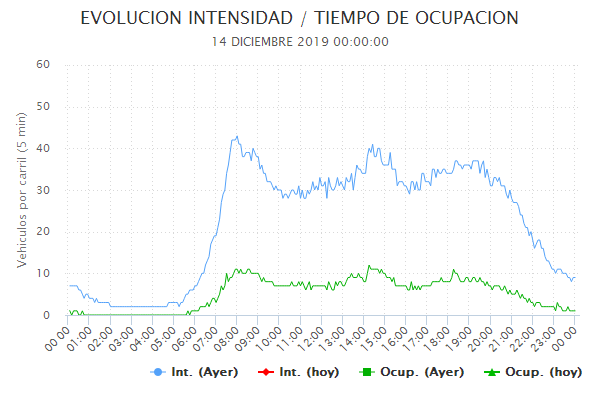 EVOLUCION INTENSIDAD / TIEMPO DE OCUPACION
14 DICIEMBRE 2019 00:00:00
Vehiculos por carril (5 min)
60
50
40
30
20
10
0
00:00 01:00 02:00 03:00 04:00 05:00 06:00 07:00 08:00 09:00 10:00 11:00 12:00 13:00 14:00 15:00 16:00 17:00 18:00 19:00 20:00 21:00 22:00 23:00 00:00
Int. (Ayer) Int. (hoy) Ocup. (Ayer) Ocup. (hoy)